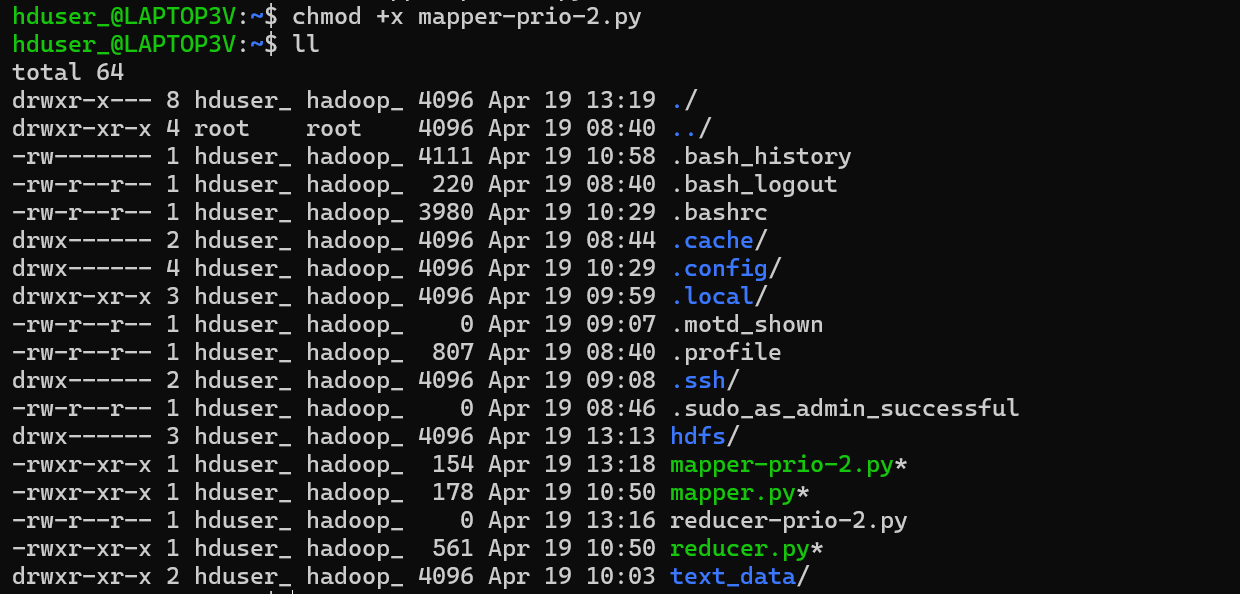 hduser_@LAPTOP3V:~$ chmod +x mapper-prio-2.py
hduser_@LAPTOP3V:~$ ll
total 64
drwxr-x--- 8 hduser_ hadoop_ 4096 Apr 19 13:19 ./
drwxr-xr-x 4 root    root    4096 Apr 19 08:40 ../
-rw------- 1 hduser_ hadoop_ 4111 Apr 19 10:58 .bash_history
-rw-r--r-- 1 hduser_ hadoop_  220 Apr 19 08:40 .bash_logout
-rw-r--r-- 1 hduser_ hadoop_ 3980 Apr 19 10:29 .bashrc
drwx------ 2 hduser_ hadoop_ 4096 Apr 19 08:44 .cache/
drwx------ 4 hduser_ hadoop_ 4096 Apr 19 10:29 .config/
drwxr-xr-x 3 hduser_ hadoop_ 4096 Apr 19 09:59 .local/
-rw-r--r-- 1 hduser_ hadoop_    0 Apr 19 09:07 .motd_shown
-rw-r--r-- 1 hduser_ hadoop_  807 Apr 19 08:40 .profile
drwx------ 2 hduser_ hadoop_ 4096 Apr 19 09:08 .ssh/
-rw-r--r-- 1 hduser_ hadoop_    0 Apr 19 08:46 .sudo_as_admin_successful
drwx------ 3 hduser_ hadoop_ 4096 Apr 19 13:13 hdfs/
-rwxr-xr-x 1 hduser_ hadoop_  154 Apr 19 13:18 mapper-prio-2.py*
-rwxr-xr-x 1 hduser_ hadoop_  178 Apr 19 10:50 mapper.py*
-rw-r--r-- 1 hduser_ hadoop_    0 Apr 19 13:16 reducer-prio-2.py
-rwxr-xr-x 1 hduser_ hadoop_  561 Apr 19 10:50 reducer.py*
drwxr-xr-x 2 hduser_ hadoop_ 4096 Apr 19 10:03 text_data/